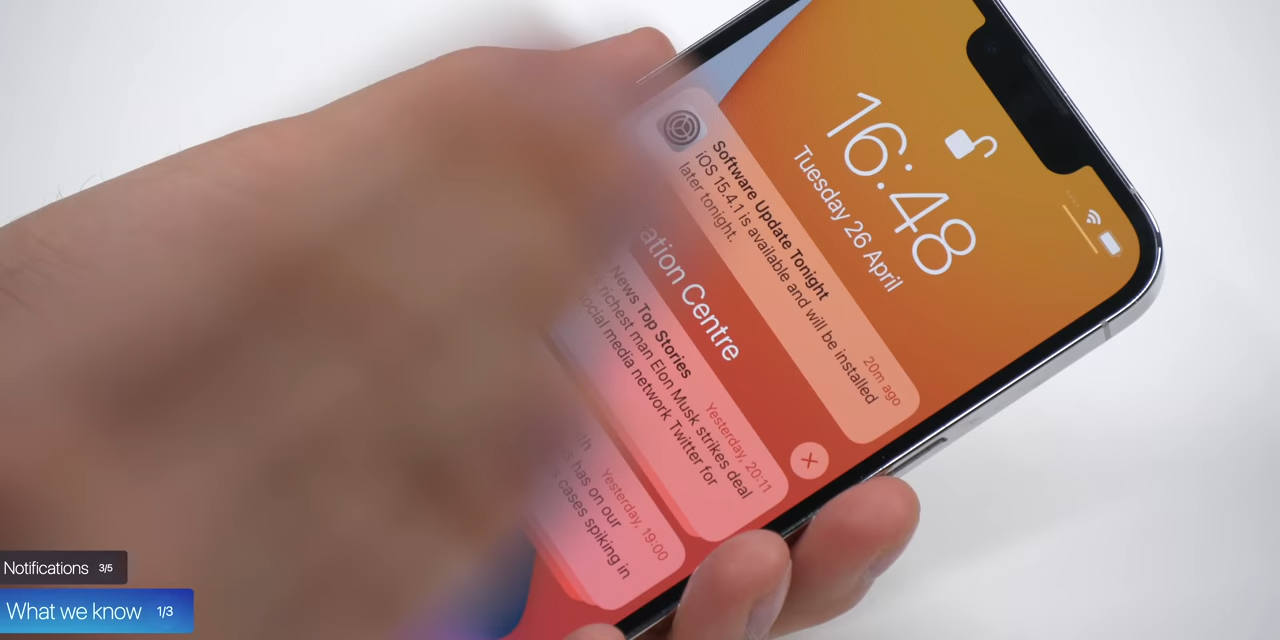 16:48
Tuesday 26 April
Software Update Tonight
20m ago
iOS 15.4.1 is available and will be installed
later tonight.
Centre
News Top Stories
Yesterday, 20:11
richest man Elon Musk strikes deal
social media network Twitter for
Yesterday, 19:00
has on our
cases spiking in
Notifications 3/5
What we know 1/3